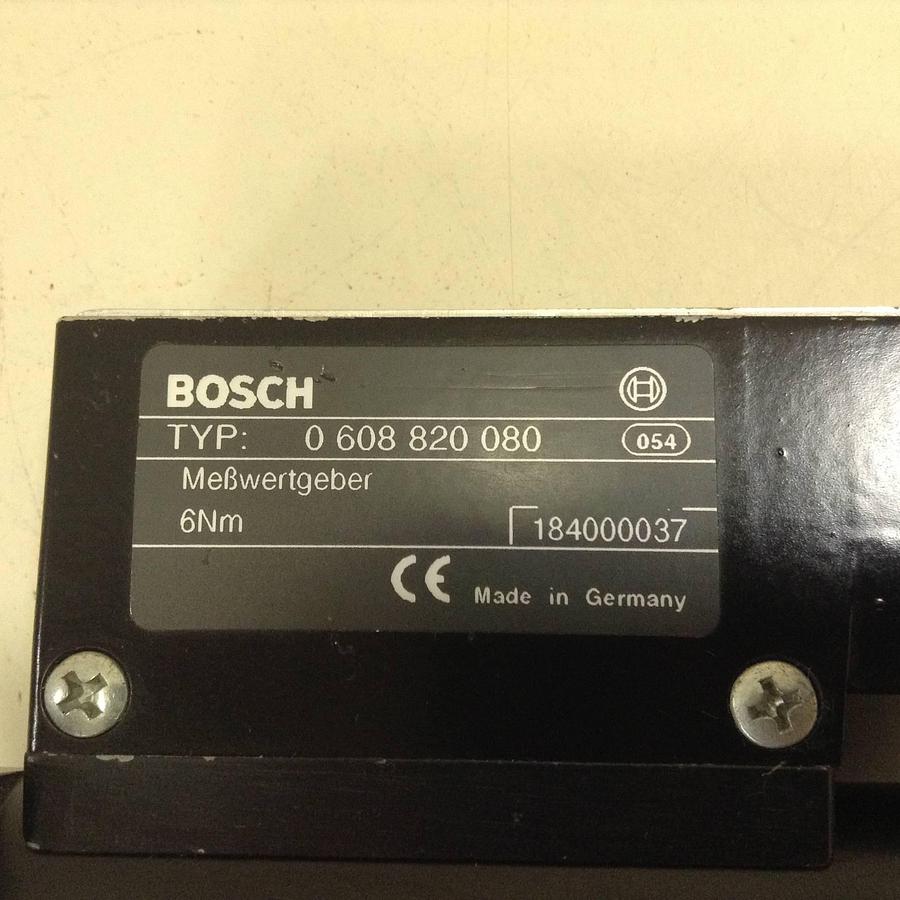 BOSCH
TYP: 0 608 820 080 054
Meßwertgeber
6Nm 184000037
CE Made in Germany